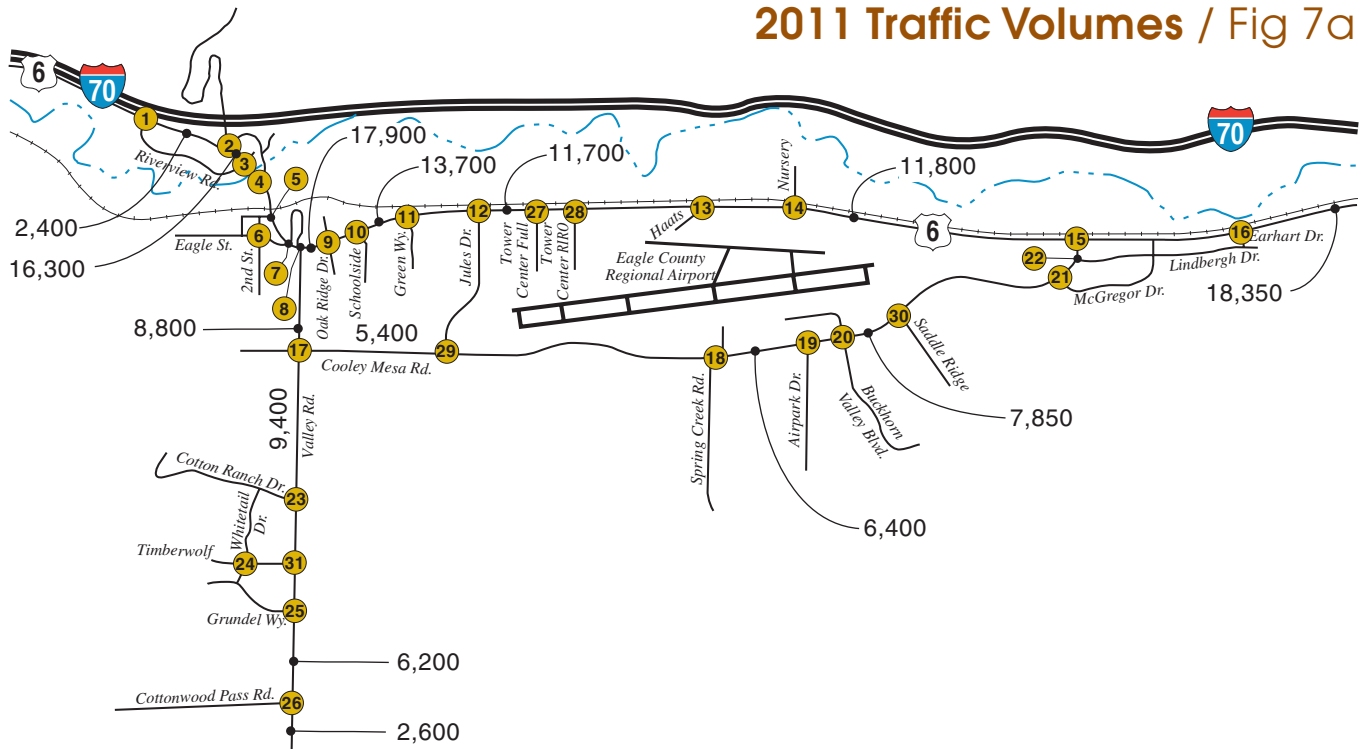 2011 Traffic Volumes / Fig 7a
6
70
70
1
2
3
4
5
Riverview Rd.
17,900
13,700
11,700
11,800
2,400
16,300
Eagle St.
6
2nd St.
7
8
9
Oak Ridge Dr.
10
Schoolside
11
Green Wy.
12
Jules Dr.
27
Tower
Center Full
28
Tower
Center RIRO
13
Haats
14
Nursery
6
15
16
Earhart Dr.
22
Lindbergh Dr.
21
McGregor Dr.
18,350
Eagle County
Regional Airport
8,800
5,400
17
Cooley Mesa Rd.
29
18
Spring Creek Rd.
19
Airpark Dr.
20
Buckhorn
Valley Blvd.
30
Saddle Ridge
7,850
6,400
9,400
Valley Rd.
Cotton Ranch Dr.
23
Whitetail
Dr.
Timberwolf
24
31
Grundel Wy.
25
6,200
Cottonwood Pass Rd.
26
2,600